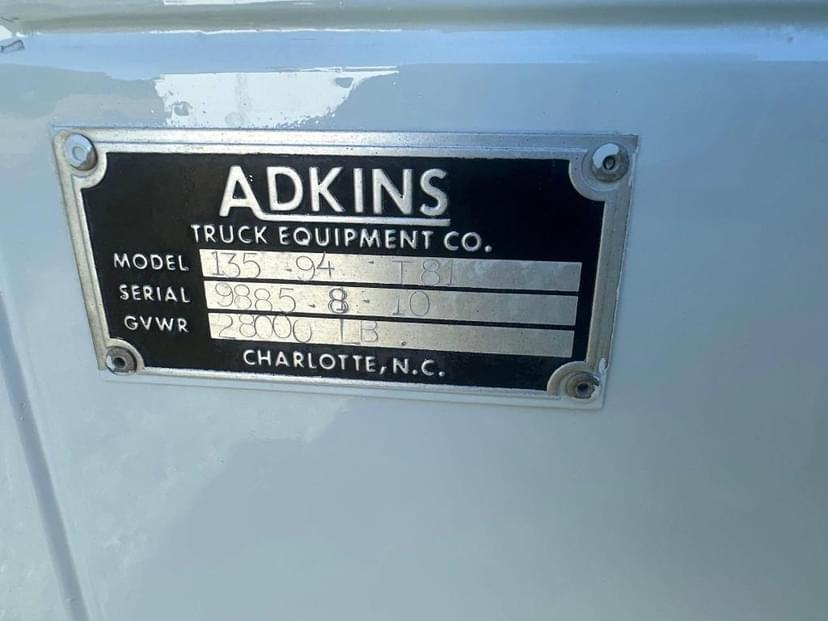 ADKINS
TRUCK EQUIPMENT CO.
MODEL 135-94 T81
SERIAL 9885-8-10
GVWR 28000 LB.
CHARLOTTE, N.C.